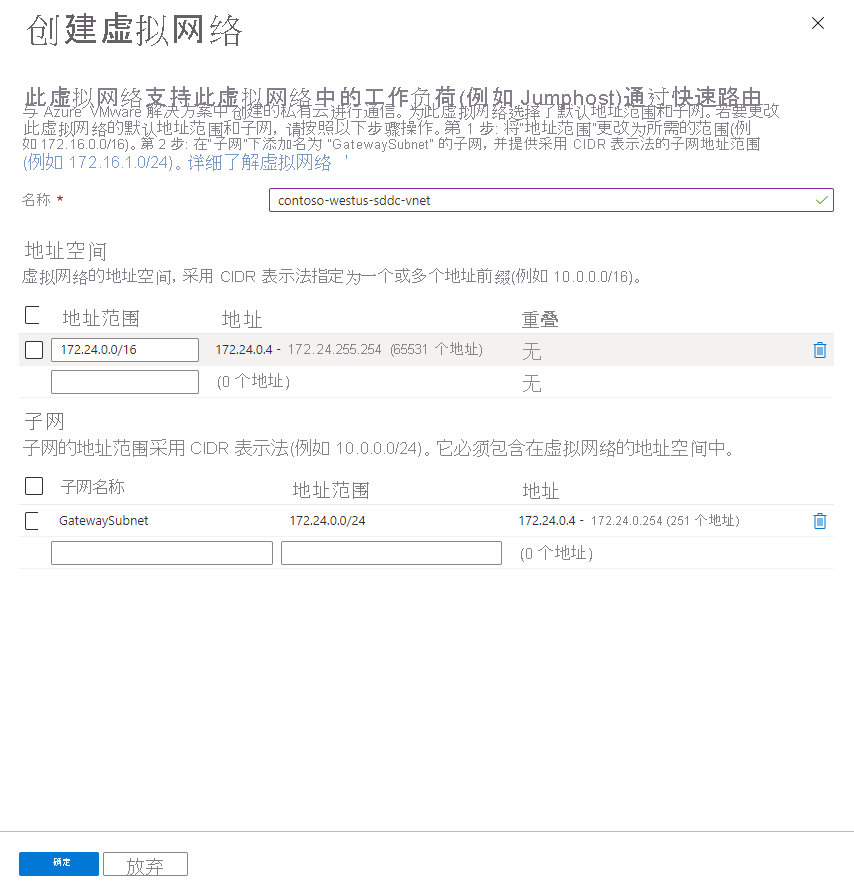 创建虚拟网络
此虚拟网络支持此虚拟网络中的工作负荷(例如 Jumphost)通过快速路由
与 Azure VMware 解决方案中创建的私有云进行通信。为此虚拟网络选择了默认地址范围和子网。若要更改
此虚拟网络的默认地址范围和子网, 请按照以下步骤操作。第 1 步: 将"地址范围"更改为所需的范围(例
如 172.16.0.0/16)。第 2 步: 在"子网"下添加名为 "GatewaySubnet" 的子网, 并提供采用 CIDR 表示法的子网地址范围
(例如 172.16.1.0/24)。详细了解虚拟网络 '
名称 * contoso-westus-sddc-vnet
地址空间
虚拟网络的地址空间, 采用 CIDR 表示法指定为一个或多个地址前缀(例如 10.0.0.0/16)。
地址范围 地址 重叠
172.24.0.0/16 172.24.0.4 - 172.24.255.254 (65531 个地址) 无
(0 个地址) 无
子网
子网的地址范围采用 CIDR 表示法(例如 10.0.0.0/24)。它必须包含在虚拟网络的地址空间中。
子网名称 地址范围 地址
GatewaySubnet 172.24.0.0/24 172.24.0.4 - 172.24.0.254 (251 个地址)
(0 个地址)
确定 放弃